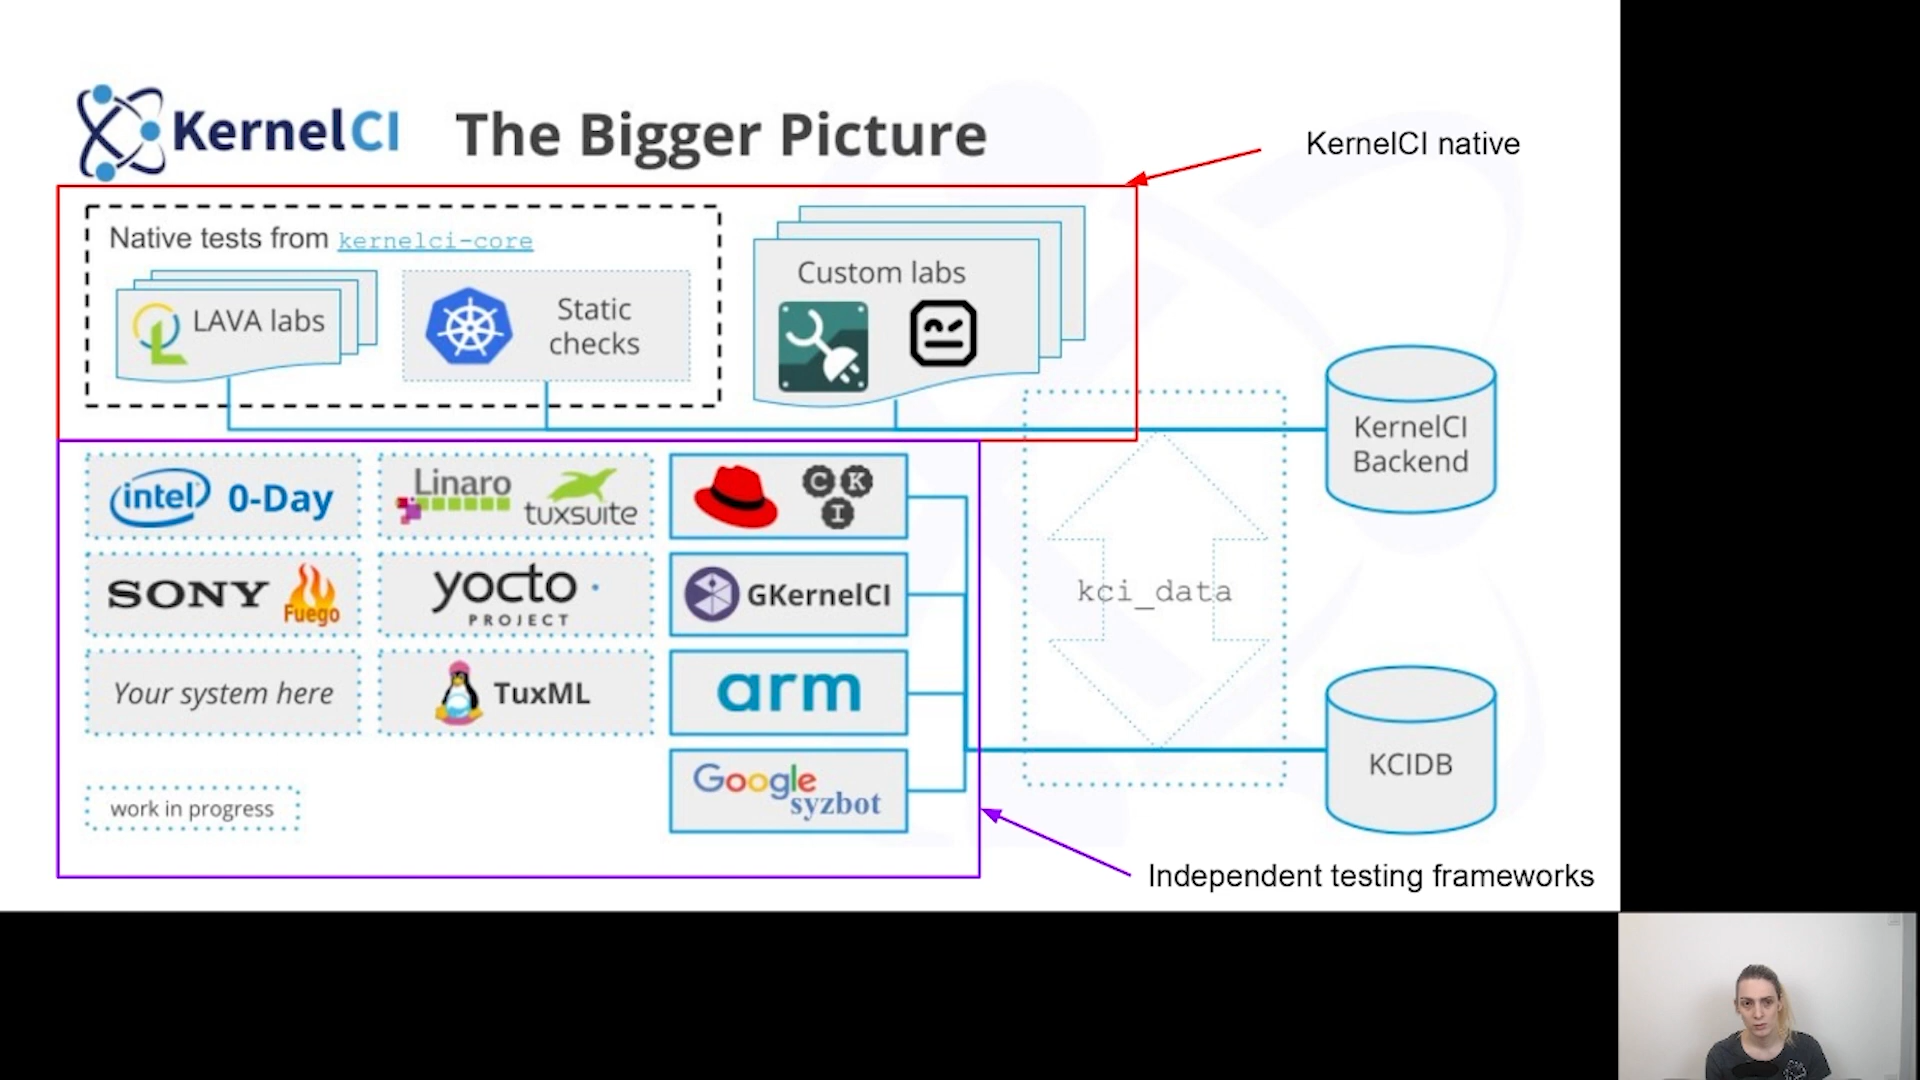 KernelCI The Bigger Picture
KernelCI native
Native tests from kernelci-core
LAVA labs
Static
checks
Custom labs
KernelCI
Backend
intel 0-Day
Linaro
tuxsuite
C K
I
SONY
Fuego
yocto
PROJECT
GKernelCI
kci_data
Your system here
TuxML
arm
Google
syzbot
KCIDB
work in progress
Independent testing frameworks